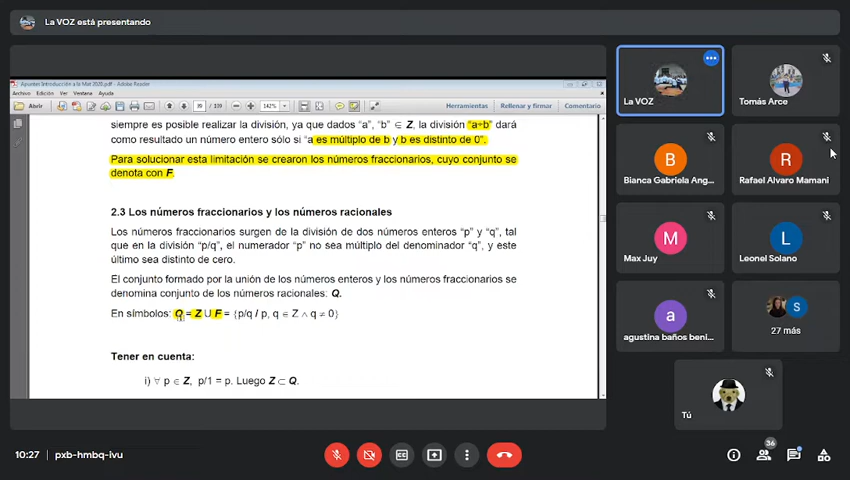 La VOZ está presentando
Apuntes Introducción a la Mat 2020.pdf - Adobe Reader
Archivo Edición Ver Ventana Ayuda
Abrir 39 / 119 142% Herramientas Rellenar y firmar Comentario
siempre es posible realizar la división, ya que dados “a”, “b” ∈ Z, la división “a÷b” dará
como resultado un número entero sólo si “a es múltiplo de b y b es distinto de 0”.
Para solucionar esta limitación se crearon los números fraccionarios, cuyo conjunto se
denota con F.
2.3 Los números fraccionarios y los números racionales
Los números fraccionarios surgen de la división de dos números enteros “p” y “q”, tal
que en la división “p/q”, el numerador “p” no sea múltiplo del denominador “q”, y este
último sea distinto de cero.
El conjunto formado por la unión de los números enteros y los números fraccionarios se
denomina conjunto de los números racionales: Q.
En símbolos: Q = Z ∪ F = {p/q / p, q ∈ Z ∧ q ≠ 0}
Tener en cuenta:
i) ∀ p ∈ Z, p/1 = p. Luego Z ⊂ Q.
La VOZ
Tomás Arce
B
Bianca Gabriela Ang...
R
Rafael Alvaro Mamani
M
Max Juy
L
Leonel Solano
a
agustina baños beni...
S
27 más
Tú
10:27 pxb-hmbq-ivu
36